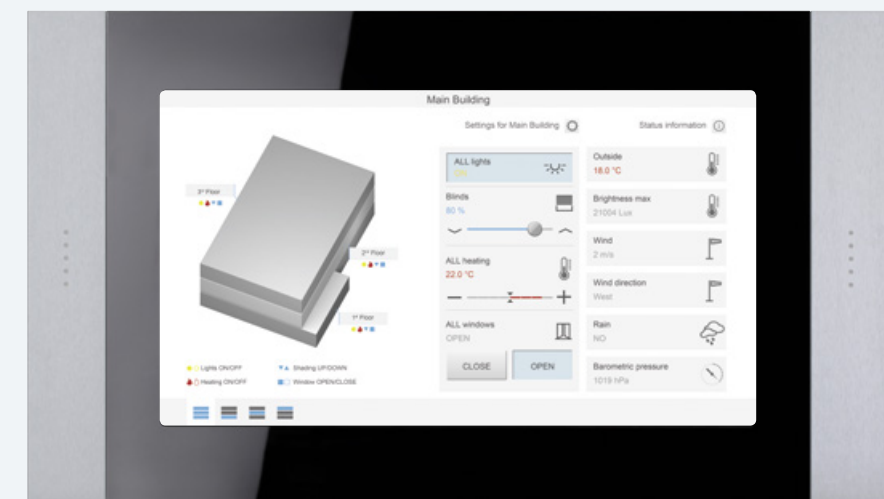 Main Building
Settings for Main Building
Status information
3rd Floor
2nd Floor
1st Floor
Lights ON/OFF
Shading UP/DOWN
Heating ON/OFF
Window OPEN/CLOSE
ALL lights
Blinds
80 %
ALL heating
22.0 °C
ALL windows
OPEN
CLOSE
OPEN
Outside
18.0 °C
Brightness max
21004 Lux
Wind
2 m/s
Wind direction
West
Rain
NO
Barometric pressure
1019 hPa